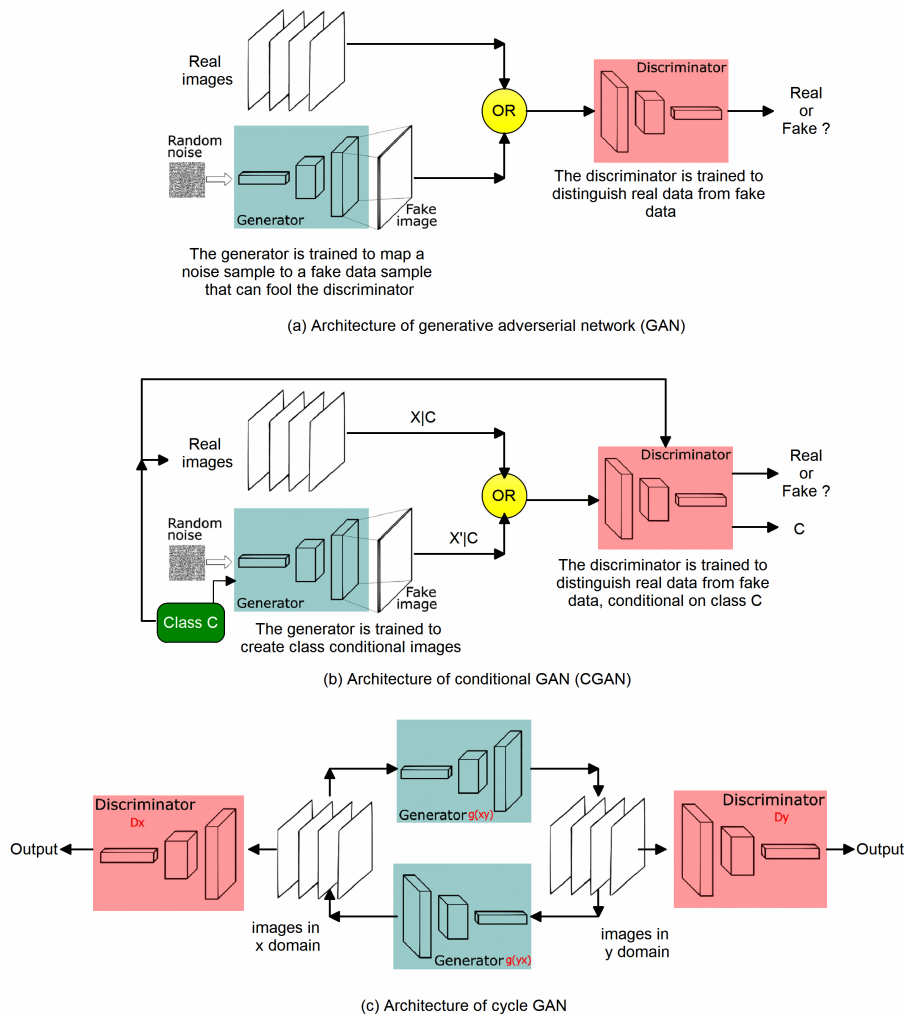 Real
images
OR
Discriminator
Real
or
Fake ?
Random
noise
Generator
Fake
image
The discriminator is trained to
distinguish real data from fake
data
The generator is trained to map a
noise sample to a fake data sample
that can fool the discriminator
(a) Architecture of generative adverserial network (GAN)
Real
images
X|C
OR
Discriminator
Real
or
Fake ?
C
Random
noise
X'|C
Generator
Fake
image
Class C
The discriminator is trained to
distinguish real data from fake
data, conditional on class C
The generator is trained to
create class conditional images
(b) Architecture of conditional GAN (CGAN)
Generator g(xy)
Discriminator
Dx
Output
Discriminator
Dy
Output
images in
x domain
images in
y domain
Generator g(yx)
(c) Architecture of cycle GAN